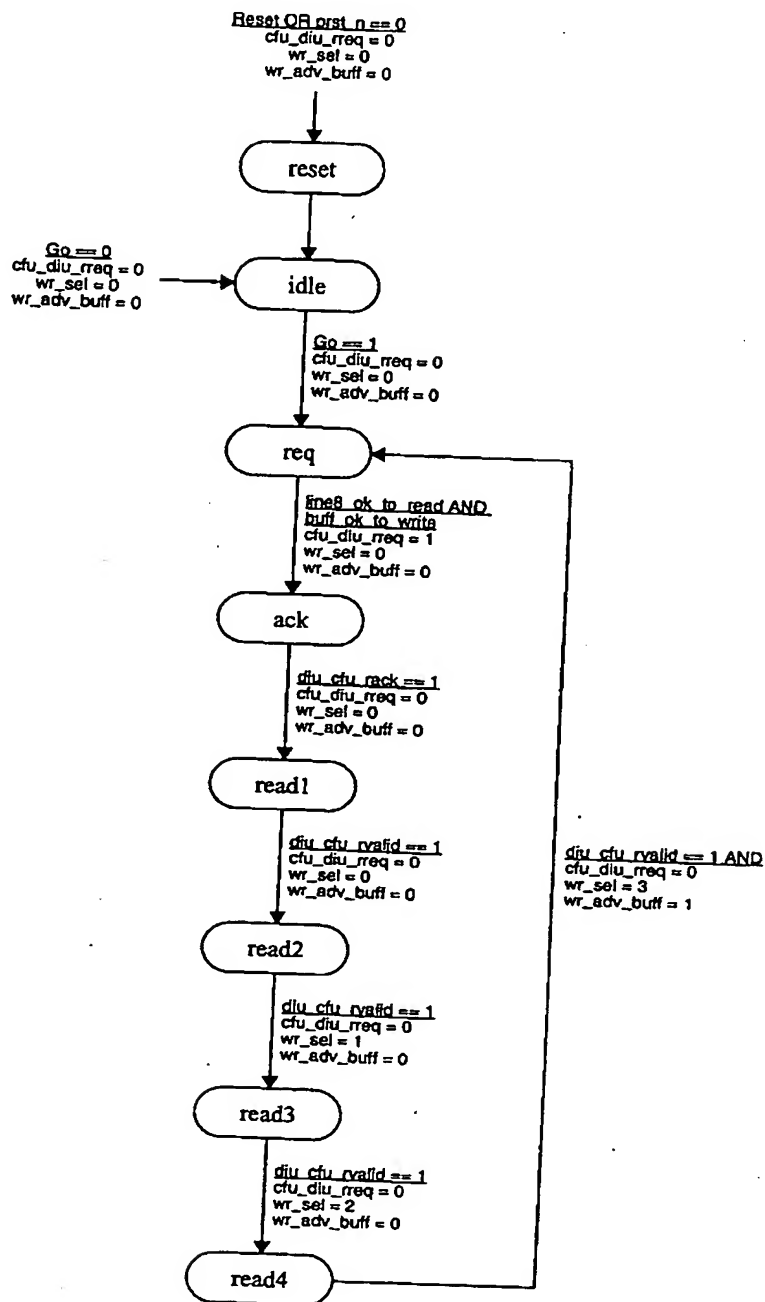 Reset OR prst_n == 0
cfu_diu_rreq = 0
wr_sel = 0
wr_adv_buff = 0
reset
Go == 0
cfu_diu_rreq = 0
wr_sel = 0
wr_adv_buff = 0
idle
Go == 1
cfu_diu_rreq = 0
wr_sel = 0
wr_adv_buff = 0
req
line8_ok_to_read AND
buff_ok_to_write
cfu_diu_rreq = 1
wr_sel = 0
wr_adv_buff = 0
ack
diu_cfu_rack == 1
cfu_diu_rreq = 0
wr_sel = 0
wr_adv_buff = 0
read1
diu_cfu_rvalid == 1
cfu_diu_rreq = 0
wr_sel = 0
wr_adv_buff = 0
diu_cfu_rvalid == 1 AND
cfu_diu_rreq = 0
wr_sel = 3
wr_adv_buff = 1
read2
diu_cfu_rvalid == 1
cfu_diu_rreq = 0
wr_sel = 1
wr_adv_buff = 0
read3
diu_cfu_rvalid == 1
cfu_diu_rreq = 0
wr_sel = 2
wr_adv_buff = 0
read4